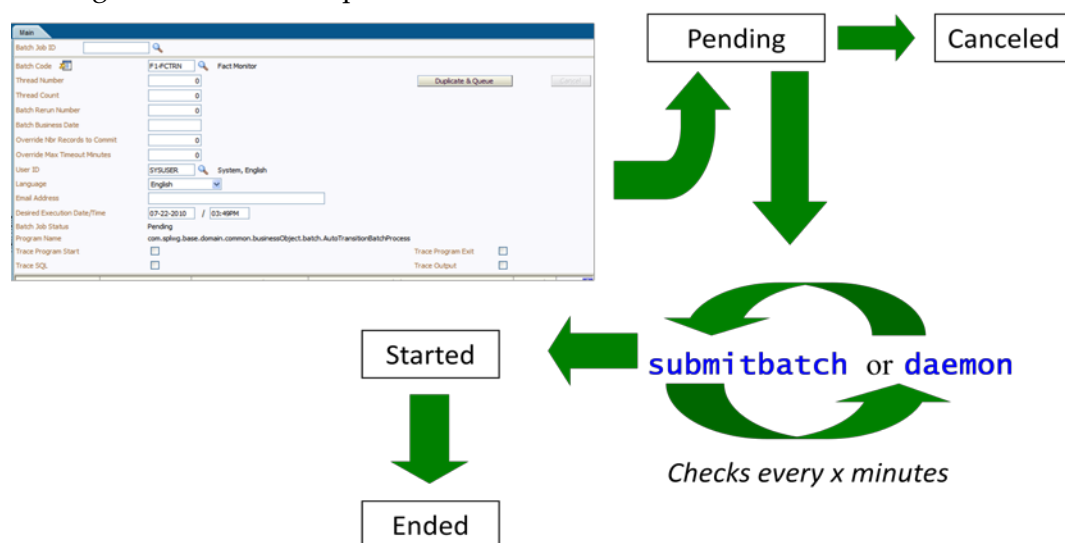 Main
Batch Job ID
Batch Code F1-FCTRN Fact Monitor
Thread Number 0 Duplicate & Queue Cancel
Thread Count 0
Batch Rerun Number 0
Batch Business Date
Override Nbr Records to Commit 0
Override Max Timeout Minutes 0
User ID SYSUSER System, English
Language English
Email Address
Desired Execution Date/Time 07-22-2010 / 03:49PM
Batch Job Status Pending
Program Name com.splwg.base.domain.common.businessObject.batch.AutoTransitionBatchProcess
Trace Program Start Trace Program Exit
Trace SQL Trace Output
Pending
Canceled
submitbatch or daemon
Checks every x minutes
Started
Ended